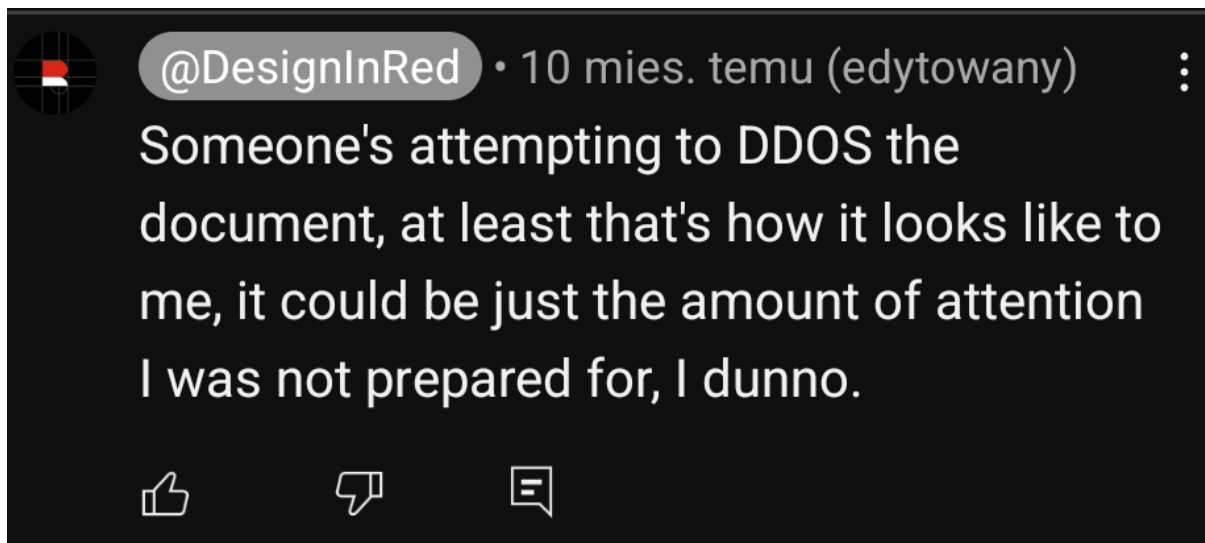 @DesignInRed • 10 mies. temu (edytowany)
Someone's attempting to DDOS the
document, at least that's how it looks like to
me, it could be just the amount of attention
I was not prepared for, I dunno.